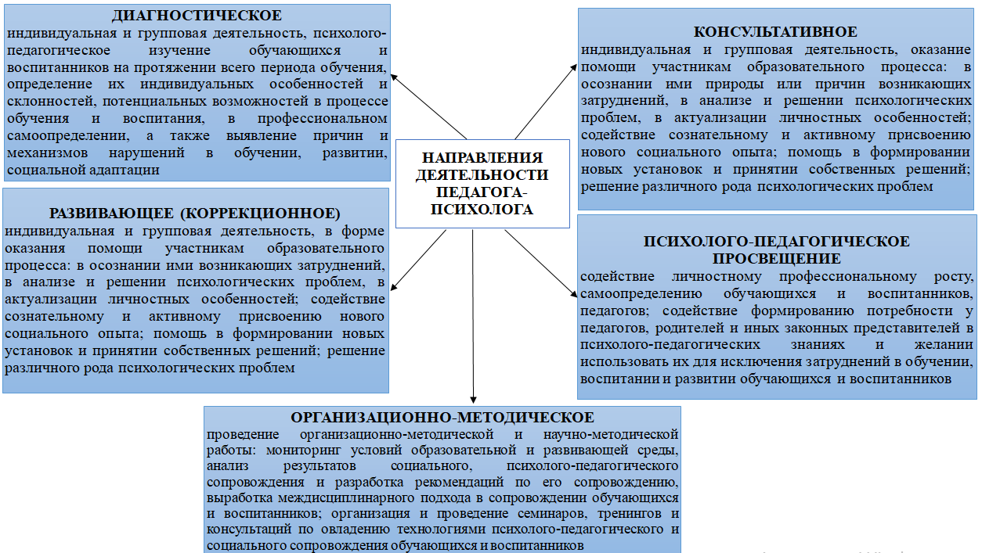 ДИАГНОСТИЧЕСКОЕ
индивидуальная и групповая деятельность, психолого-
педагогическое изучение обучающихся и
воспитанников на протяжении всего периода обучения,
определение их индивидуальных особенностей и
склонностей, потенциальных возможностей в процессе
обучения и воспитания, в профессиональном
самоопределении, а также выявление причин и
механизмов нарушений в обучении, развитии,
социальной адаптации
КОНСУЛЬТАТИВНОЕ
индивидуальная и групповая деятельность, оказание
помощи участникам образовательного процесса: в
осознании ими природы или причин возникающих
затруднений, в анализе и решении психологических
проблем, в актуализации личностных особенностей;
содействие сознательному и активному присвоению
нового социального опыта; помощь в формировании
новых установок и принятии собственных решений;
решение различного рода психологических проблем
НАПРАВЛЕНИЯ
ДЕЯТЕЛЬНОСТИ
ПЕДАГОГА-
ПСИХОЛОГА
РАЗВИВАЮЩЕЕ (КОРРЕКЦИОННОЕ)
индивидуальная и групповая деятельность, в форме
оказания помощи участникам образовательного
процесса: в осознании ими возникающих затруднений,
в анализе и решении психологических проблем, в
актуализации личностных особенностей; содействие
сознательному и активному присвоению нового
социального опыта; помощь в формировании новых
установок и принятии собственных решений; решение
различного рода психологических проблем
ПСИХОЛОГО-ПЕДАГОГИЧЕСКОЕ
ПРОСВЕЩЕНИЕ
содействие личностному профессиональному росту,
самоопределению обучающихся и воспитанников,
педагогов; содействие формированию потребности у
педагогов, родителей и иных законных представителей в
психолого-педагогических знаниях и желании
использовать их для исключения затруднений в обучении,
воспитании и развитии обучающихся и воспитанников
ОРГАНИЗАЦИОННО-МЕТОДИЧЕСКОЕ
проведение организационно-методической и научно-методической
работы: мониторинг условий образовательной и развивающей среды,
анализ результатов социального, психолого-педагогического
сопровождения и разработка рекомендаций по его сопровождению,
выработка междисциплинарного подхода в сопровождении обучающихся
и воспитанников; организация и проведение семинаров, тренингов и
консультаций по овладению технологиями психолого-педагогического и
социального сопровождения обучающихся и воспитанников